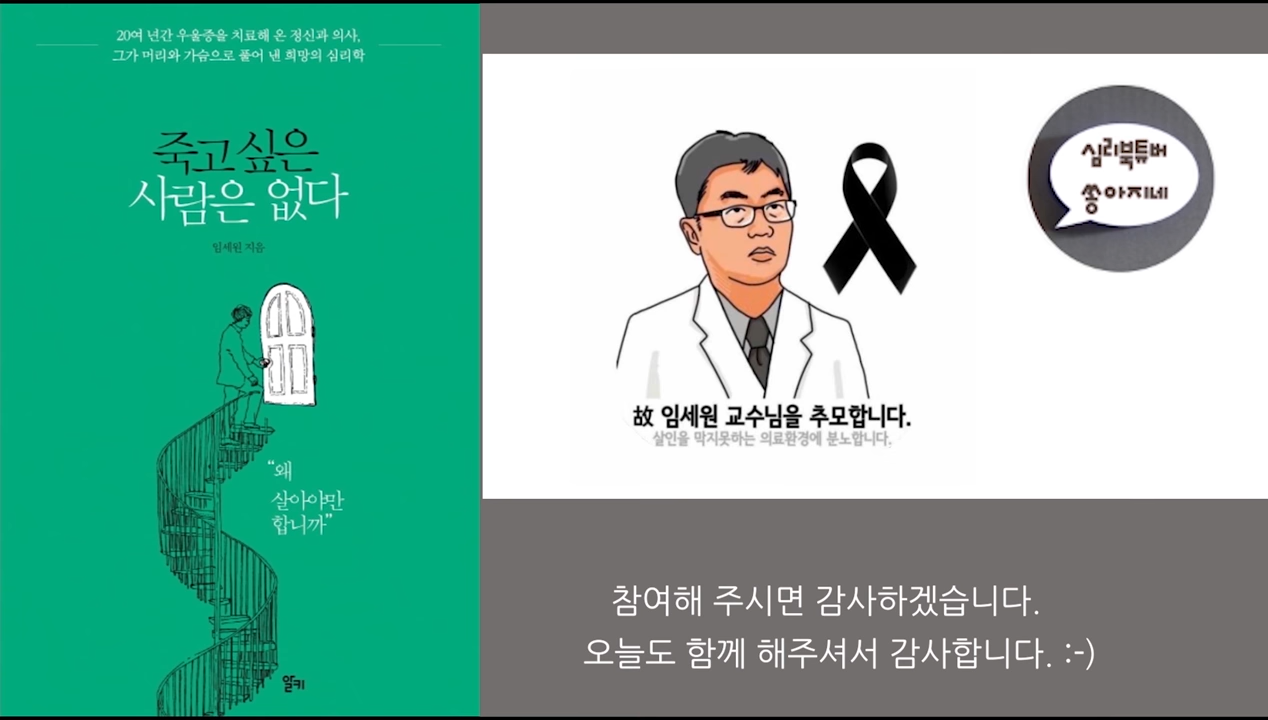 20여 년간 우울증을 치료해 온 정신과 의사,
그가 머리와 가슴으로 풀어 낸 희망의 심리학
죽고 싶은
사람은 없다
임세원 지음
“왜
살아야만
합니까”
알키
故 임세원 교수님을 추모합니다.
살인을 막지못하는 의료환경에 분노합니다.
심리북튜버
쏭아지네
참여해 주시면 감사하겠습니다.
오늘도 함께 해주셔서 감사합니다. :-)